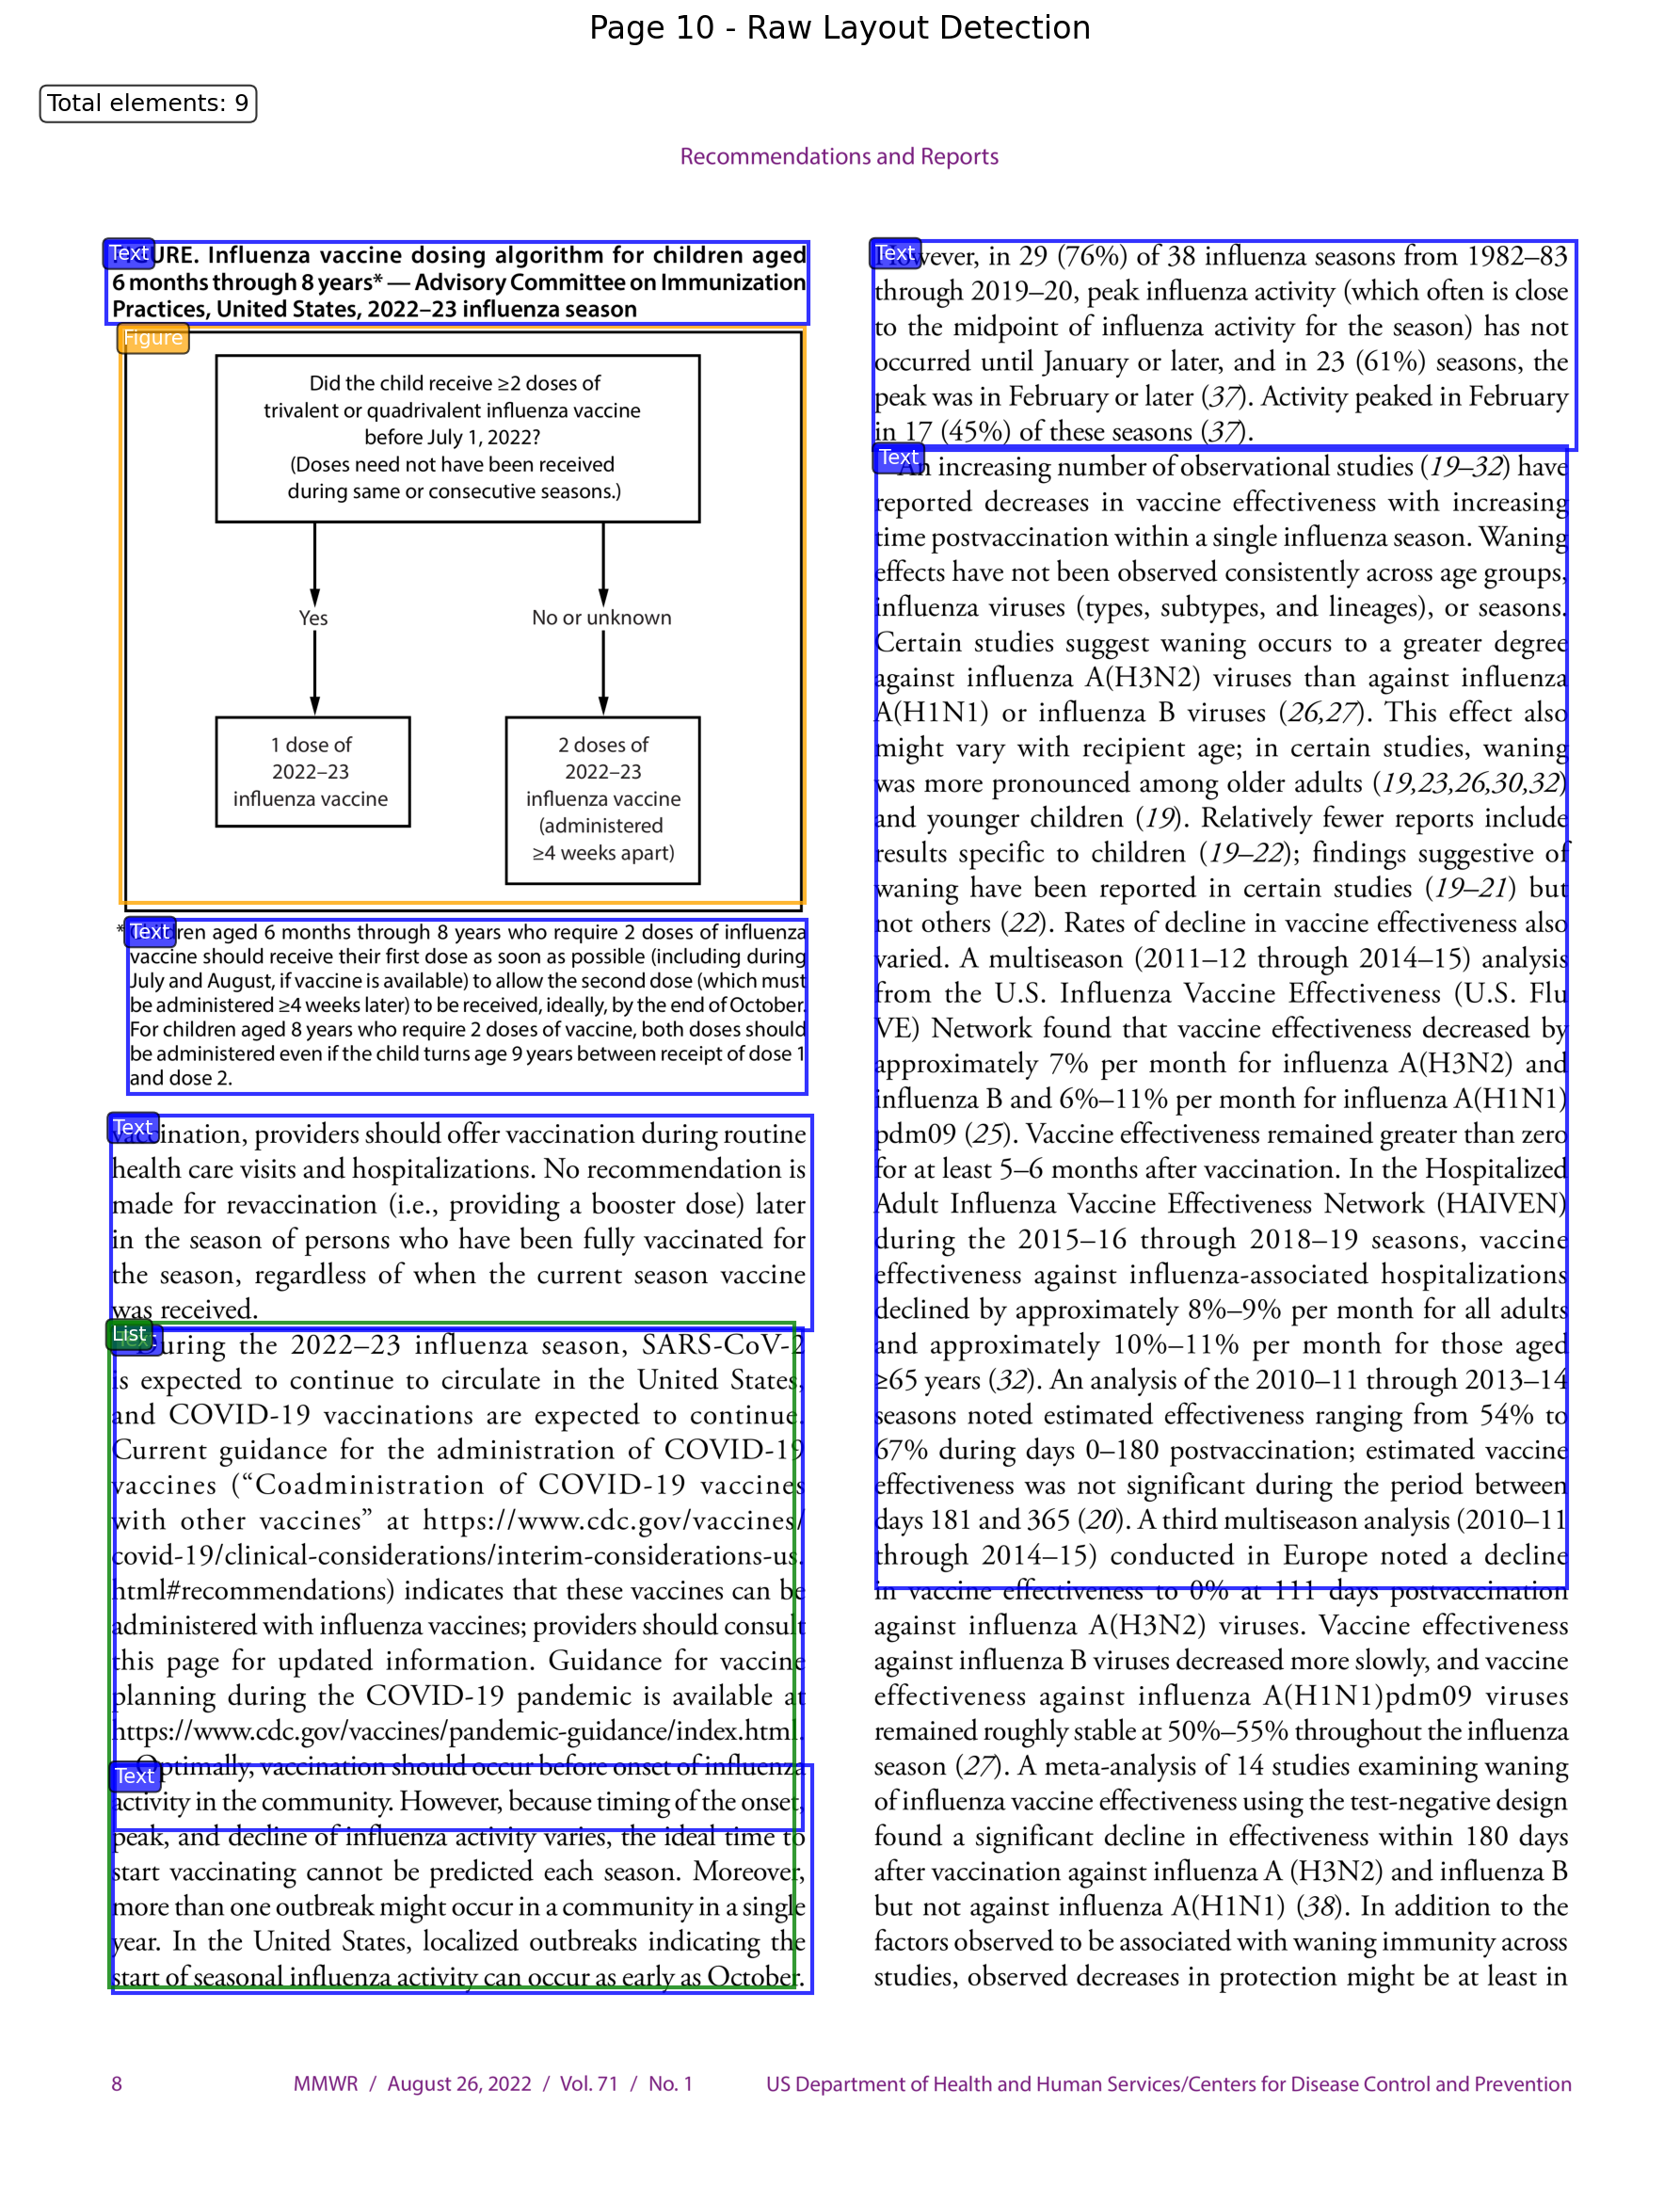 Page 10 - Raw Layout Detection
Total elements: 9
Recommendations and Reports
Text
URE. Influenza vaccine dosing algorithm for children aged
6 months through 8 years* — Advisory Committee on Immunization
Practices, United States, 2022–23 influenza season
Figure
Did the child receive ≥2 doses of
trivalent or quadrivalent influenza vaccine
before July 1, 2022?
(Doses need not have been received
during same or consecutive seasons.)
Yes
No or unknown
1 dose of
2022–23
influenza vaccine
2 doses of
2022–23
influenza vaccine
(administered
≥4 weeks apart)
Text
*Children aged 6 months through 8 years who require 2 doses of influenza
vaccine should receive their first dose as soon as possible (including during
July and August, if vaccine is available) to allow the second dose (which must
be administered ≥4 weeks later) to be received, ideally, by the end of October.
For children aged 8 years who require 2 doses of vaccine, both doses should
be administered even if the child turns age 9 years between receipt of dose 1
and dose 2.
Text
vaccination, providers should offer vaccination during routine
health care visits and hospitalizations. No recommendation is
made for revaccination (i.e., providing a booster dose) later
in the season of persons who have been fully vaccinated for
the season, regardless of when the current season vaccine
was received.
List
During the 2022–23 influenza season, SARS-CoV-2
is expected to continue to circulate in the United States,
and COVID-19 vaccinations are expected to continue.
Current guidance for the administration of COVID-19
vaccines (“Coadministration of COVID-19 vaccines
with other vaccines” at https://www.cdc.gov/vaccines/
covid-19/clinical-considerations/interim-considerations-us.
html#recommendations) indicates that these vaccines can be
administered with influenza vaccines; providers should consult
this page for updated information. Guidance for vaccine
planning during the COVID-19 pandemic is available at
https://www.cdc.gov/vaccines/pandemic-guidance/index.html.
Text
Optimally, vaccination should occur before onset of influenza
activity in the community. However, because timing of the onset,
peak, and decline of influenza activity varies, the ideal time to
start vaccinating cannot be predicted each season. Moreover,
more than one outbreak might occur in a community in a single
year. In the United States, localized outbreaks indicating the
start of seasonal influenza activity can occur as early as October.
Text
However, in 29 (76%) of 38 influenza seasons from 1982–83
through 2019–20, peak influenza activity (which often is close
to the midpoint of influenza activity for the season) has not
occurred until January or later, and in 23 (61%) seasons, the
peak was in February or later (37). Activity peaked in February
in 17 (45%) of these seasons (37).
Text
An increasing number of observational studies (19–32) have
reported decreases in vaccine effectiveness with increasing
time postvaccination within a single influenza season. Waning
effects have not been observed consistently across age groups,
influenza viruses (types, subtypes, and lineages), or seasons.
Certain studies suggest waning occurs to a greater degree
against influenza A(H3N2) viruses than against influenza
A(H1N1) or influenza B viruses (26,27). This effect also
might vary with recipient age; in certain studies, waning
was more pronounced among older adults (19,23,26,30,32)
and younger children (19). Relatively fewer reports include
results specific to children (19–22); findings suggestive of
waning have been reported in certain studies (19–21) but
not others (22). Rates of decline in vaccine effectiveness also
varied. A multiseason (2011–12 through 2014–15) analysis
from the U.S. Influenza Vaccine Effectiveness (U.S. Flu
VE) Network found that vaccine effectiveness decreased by
approximately 7% per month for influenza A(H3N2) and
influenza B and 6%–11% per month for influenza A(H1N1)
pdm09 (25). Vaccine effectiveness remained greater than zero
for at least 5–6 months after vaccination. In the Hospitalized
Adult Influenza Vaccine Effectiveness Network (HAIVEN)
during the 2015–16 through 2018–19 seasons, vaccine
effectiveness against influenza-associated hospitalizations
declined by approximately 8%–9% per month for all adults
and approximately 10%–11% per month for those aged
≥65 years (32). An analysis of the 2010–11 through 2013–14
seasons noted estimated effectiveness ranging from 54% to
67% during days 0–180 postvaccination; estimated vaccine
effectiveness was not significant during the period between
days 181 and 365 (20). A third multiseason analysis (2010–11
through 2014–15) conducted in Europe noted a decline
in vaccine effectiveness to 0% at 111 days postvaccination
against influenza A(H3N2) viruses. Vaccine effectiveness
against influenza B viruses decreased more slowly, and vaccine
effectiveness against influenza A(H1N1)pdm09 viruses
remained roughly stable at 50%–55% throughout the influenza
season (27). A meta-analysis of 14 studies examining waning
of influenza vaccine effectiveness using the test-negative design
found a significant decline in effectiveness within 180 days
after vaccination against influenza A (H3N2) and influenza B
but not against influenza A(H1N1) (38). In addition to the
factors observed to be associated with waning immunity across
studies, observed decreases in protection might be at least in
8 MMWR / August 26, 2022 / Vol. 71 / No. 1 US Department of Health and Human Services/Centers for Disease Control and Prevention